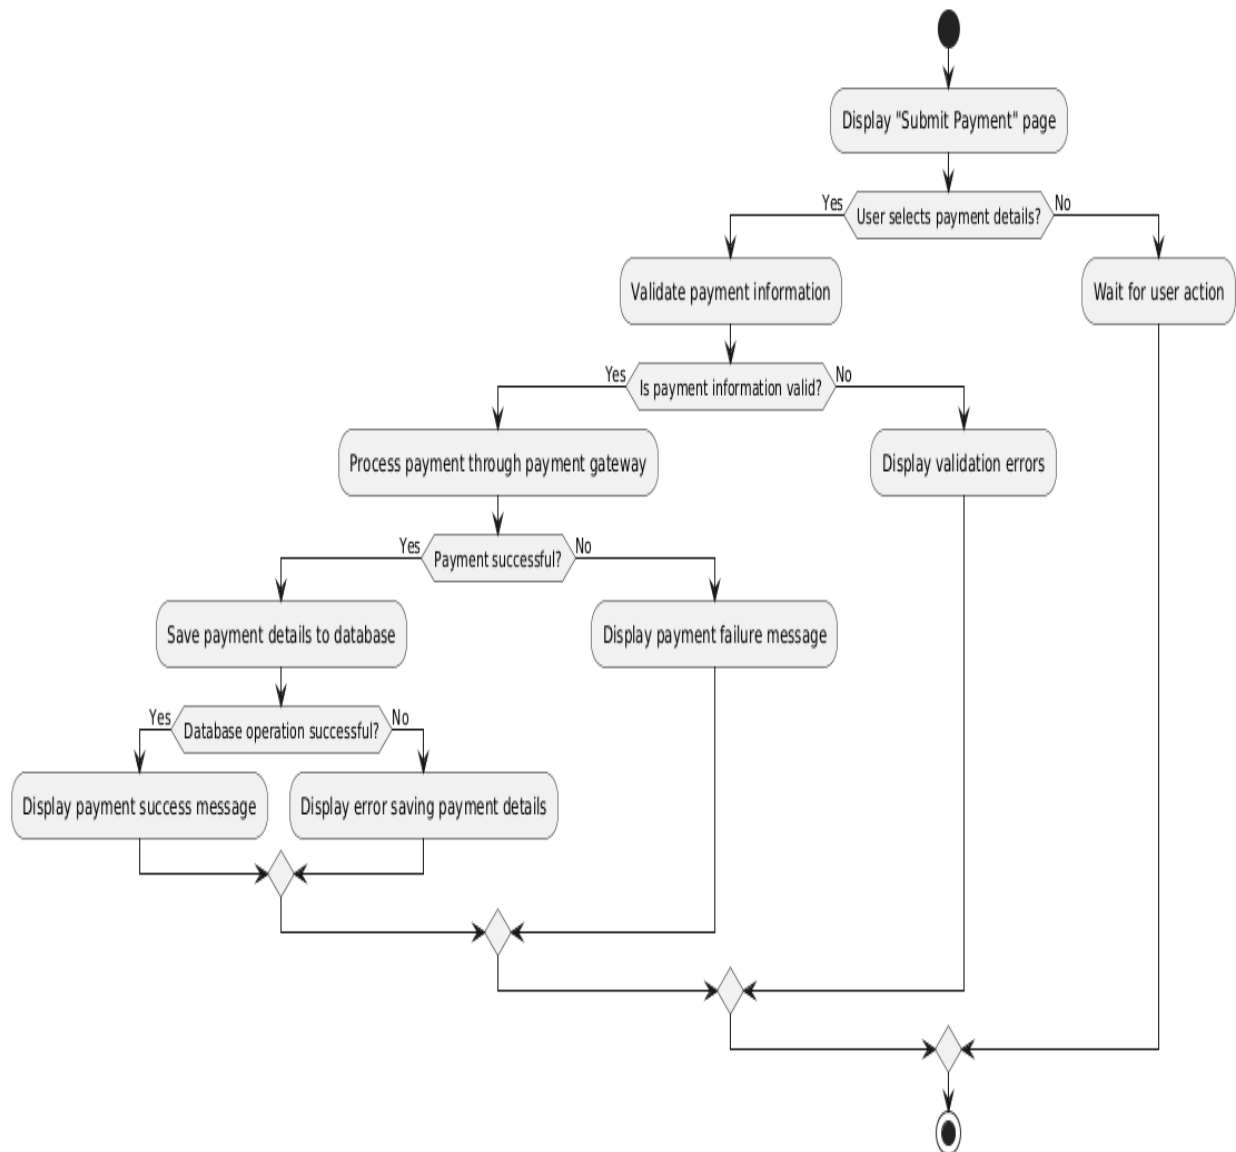 Display "Submit Payment" page
Yes
User selects payment details?
No
Validate payment information
Wait for user action
Yes
Is payment information valid?
No
Process payment through payment gateway
Display validation errors
Yes
Payment successful?
No
Save payment details to database
Display payment failure message
Yes
Database operation successful?
No
Display payment success message
Display error saving payment details